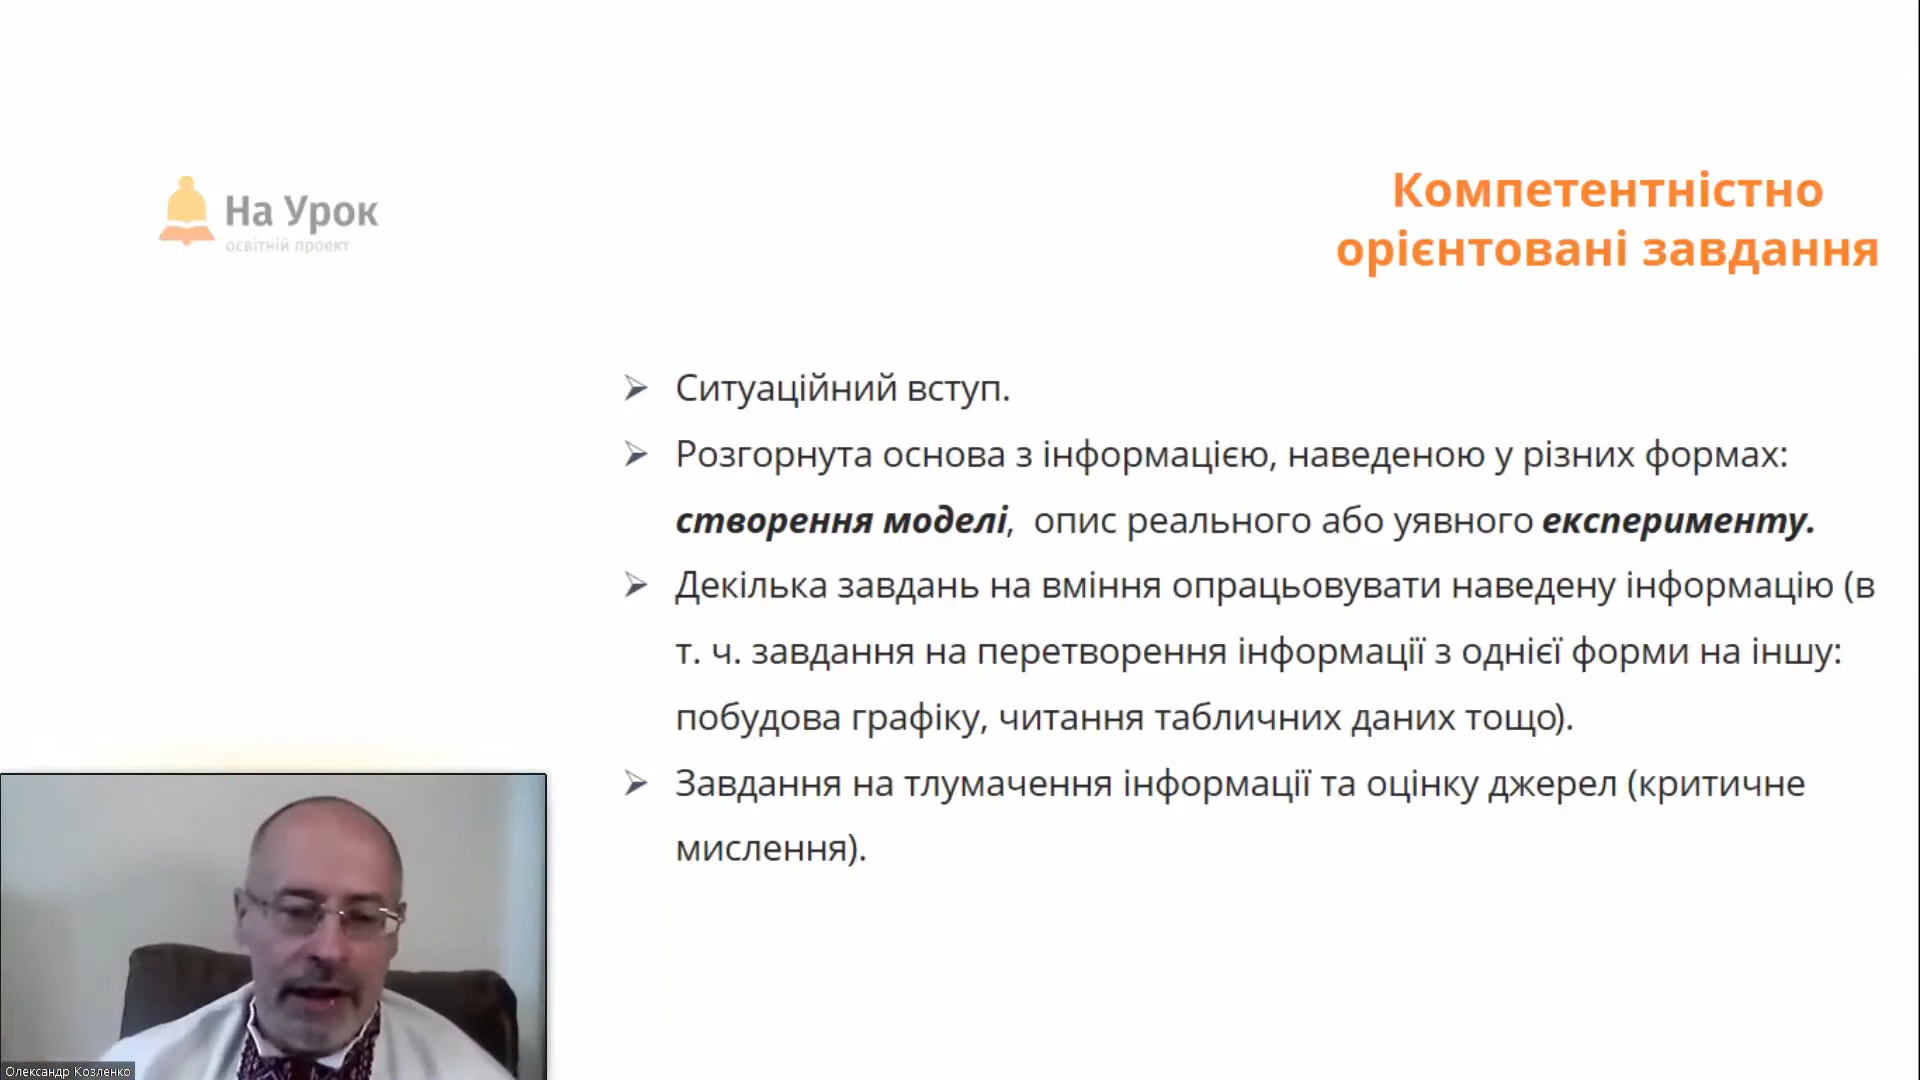 На Урок
освітній проект
Компетентністно
орієнтовані завдання
Ситуаційний вступ.
Розгорнута основа з інформацією, наведеною у різних формах:
створення моделі, опис реального або уявного експерименту.
Декілька завдань на вміння опрацьовувати наведену інформацію (в
т. ч. завдання на перетворення інформації з однієї форми на іншу:
побудова графіку, читання табличних даних тощо).
Завдання на тлумачення інформації та оцінку джерел (критичне
мислення).
Олександр Козленко